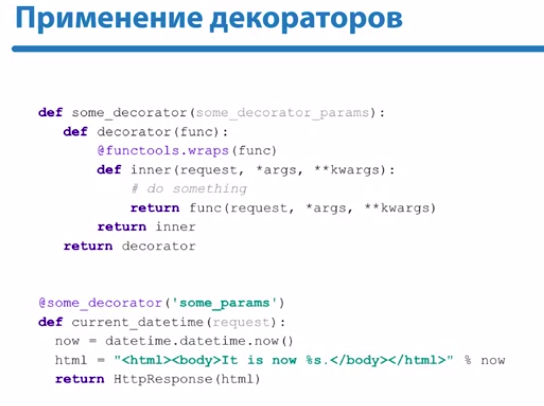 Применение декораторов
def some_decorator(some_decorator_params):
    def decorator(func):
        @functools.wraps(func)
        def inner(request, *args, **kwargs):
            # do something
            return func(request, *args, **kwargs)
        return inner
    return decorator
@some_decorator('some_params')
def current_datetime(request):
    now = datetime.datetime.now()
    html = "<html><body>It is now %s.</body></html>" % now
    return HttpResponse(html)